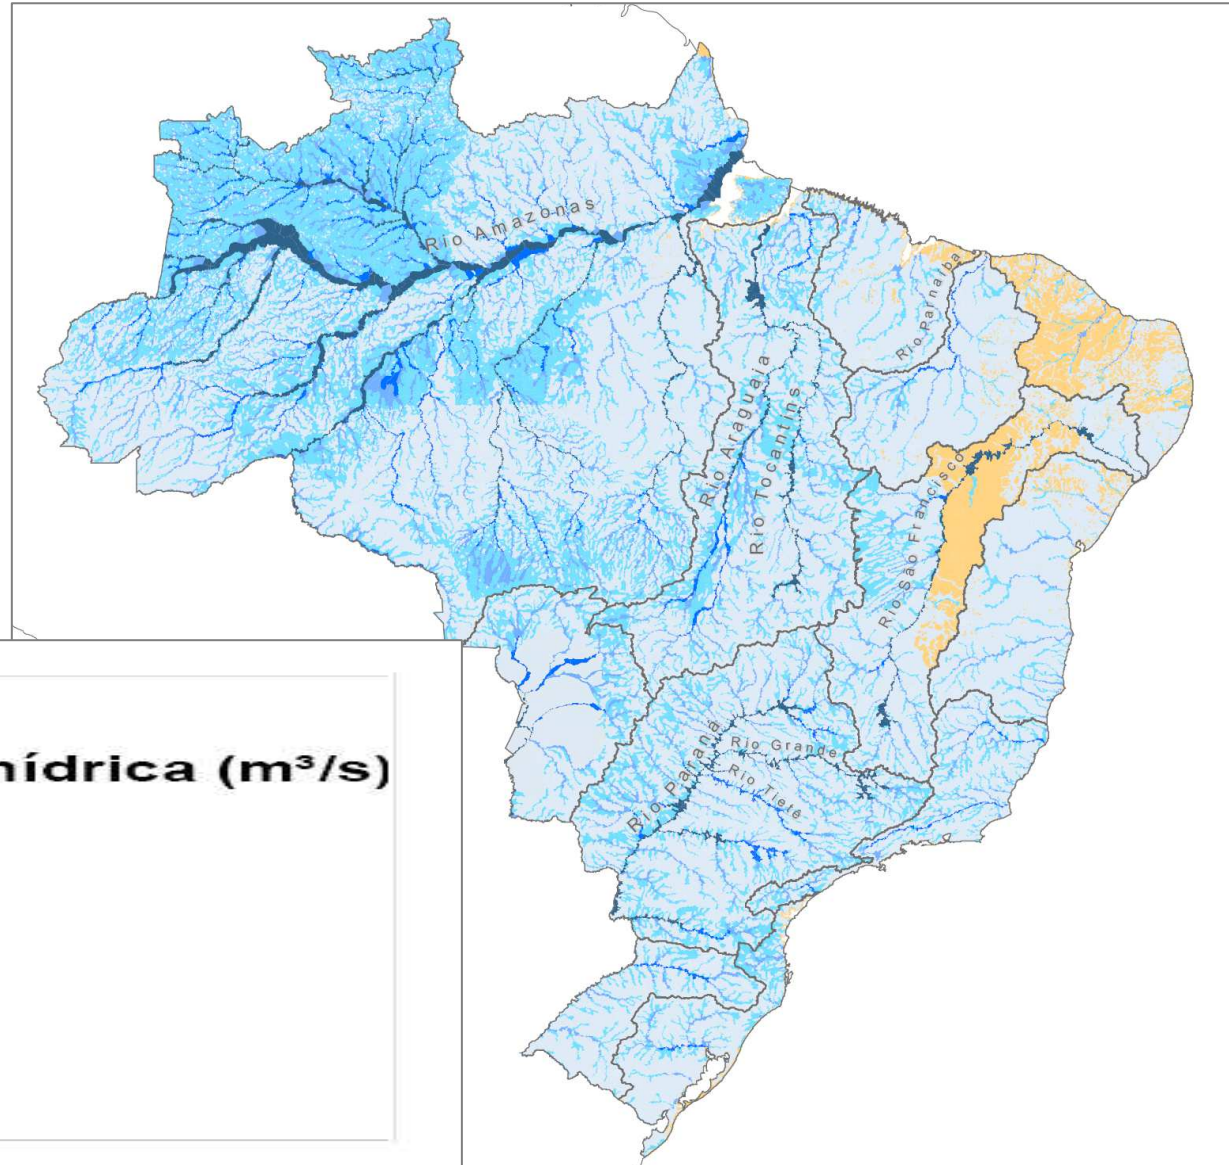 Rio Amazonas
Rio Parnaíba
Rio Araguaia
Rio Tocantins
Rio São Francisco
hídrica (m³/s)
Rio Paraná
Rio Grande
Rio Tietê